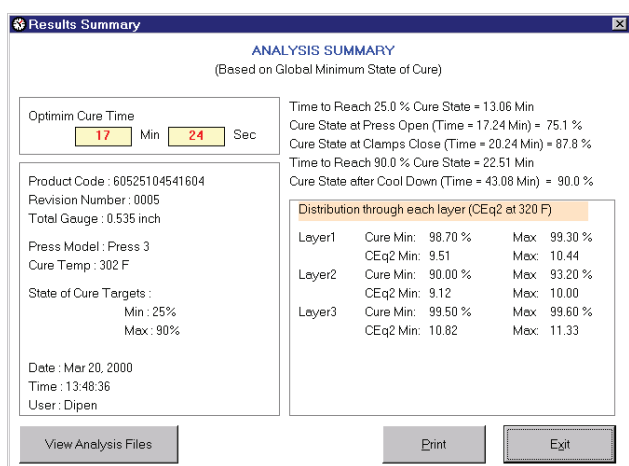 Results Summary
ANALYSIS SUMMARY
(Based on Global Minimum State of Cure)
Optimim Cure Time
17 Min 24 Sec
Product Code : 60525104541604
Revision Number : 0005
Total Gauge : 0.535 inch
Press Model : Press 3
Cure Temp : 302 F
State of Cure Targets :
Min : 25%
Max : 90%
Date : Mar 20, 2000
Time : 13:48:36
User : Dipen
Time to Reach 25.0 % Cure State = 13.06 Min
Cure State at Press Open (Time = 17.24 Min) = 75.1 %
Cure State at Clamps Close (Time = 20.24 Min) = 87.8 %
Time to Reach 90.0 % Cure State = 22.51 Min
Cure State after Cool Down (Time = 43.08 Min) = 90.0 %
Distribution through each layer (CEq2 at 320 F)
Layer1 Cure Min: 98.70 % Max 99.30 %
CEq2 Min: 9.51 Max: 10.44
Layer2 Cure Min: 90.00 % Max: 93.20 %
CEq2 Min: 9.12 Max: 10.00
Layer3 Cure Min: 99.50 % Max: 99.60 %
CEq2 Min: 10.82 Max: 11.33
View Analysis Files
Print
Exit